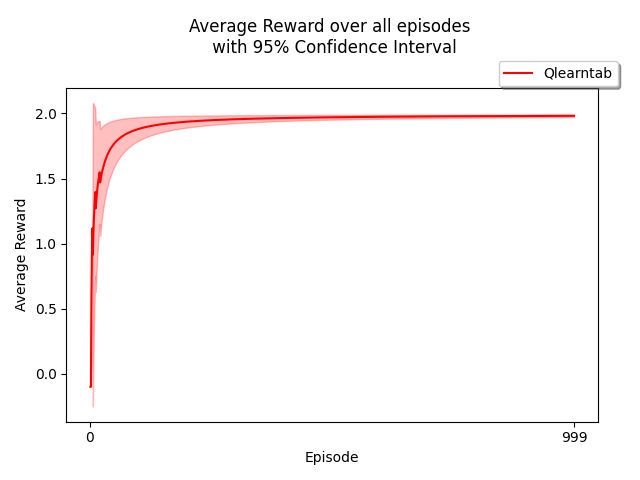 Average Reward over all episodes
with 95% Confidence Interval
Qlearntab
2.0
1.5
1.0
0.5
0.0
Average Reward
0
999
Episode